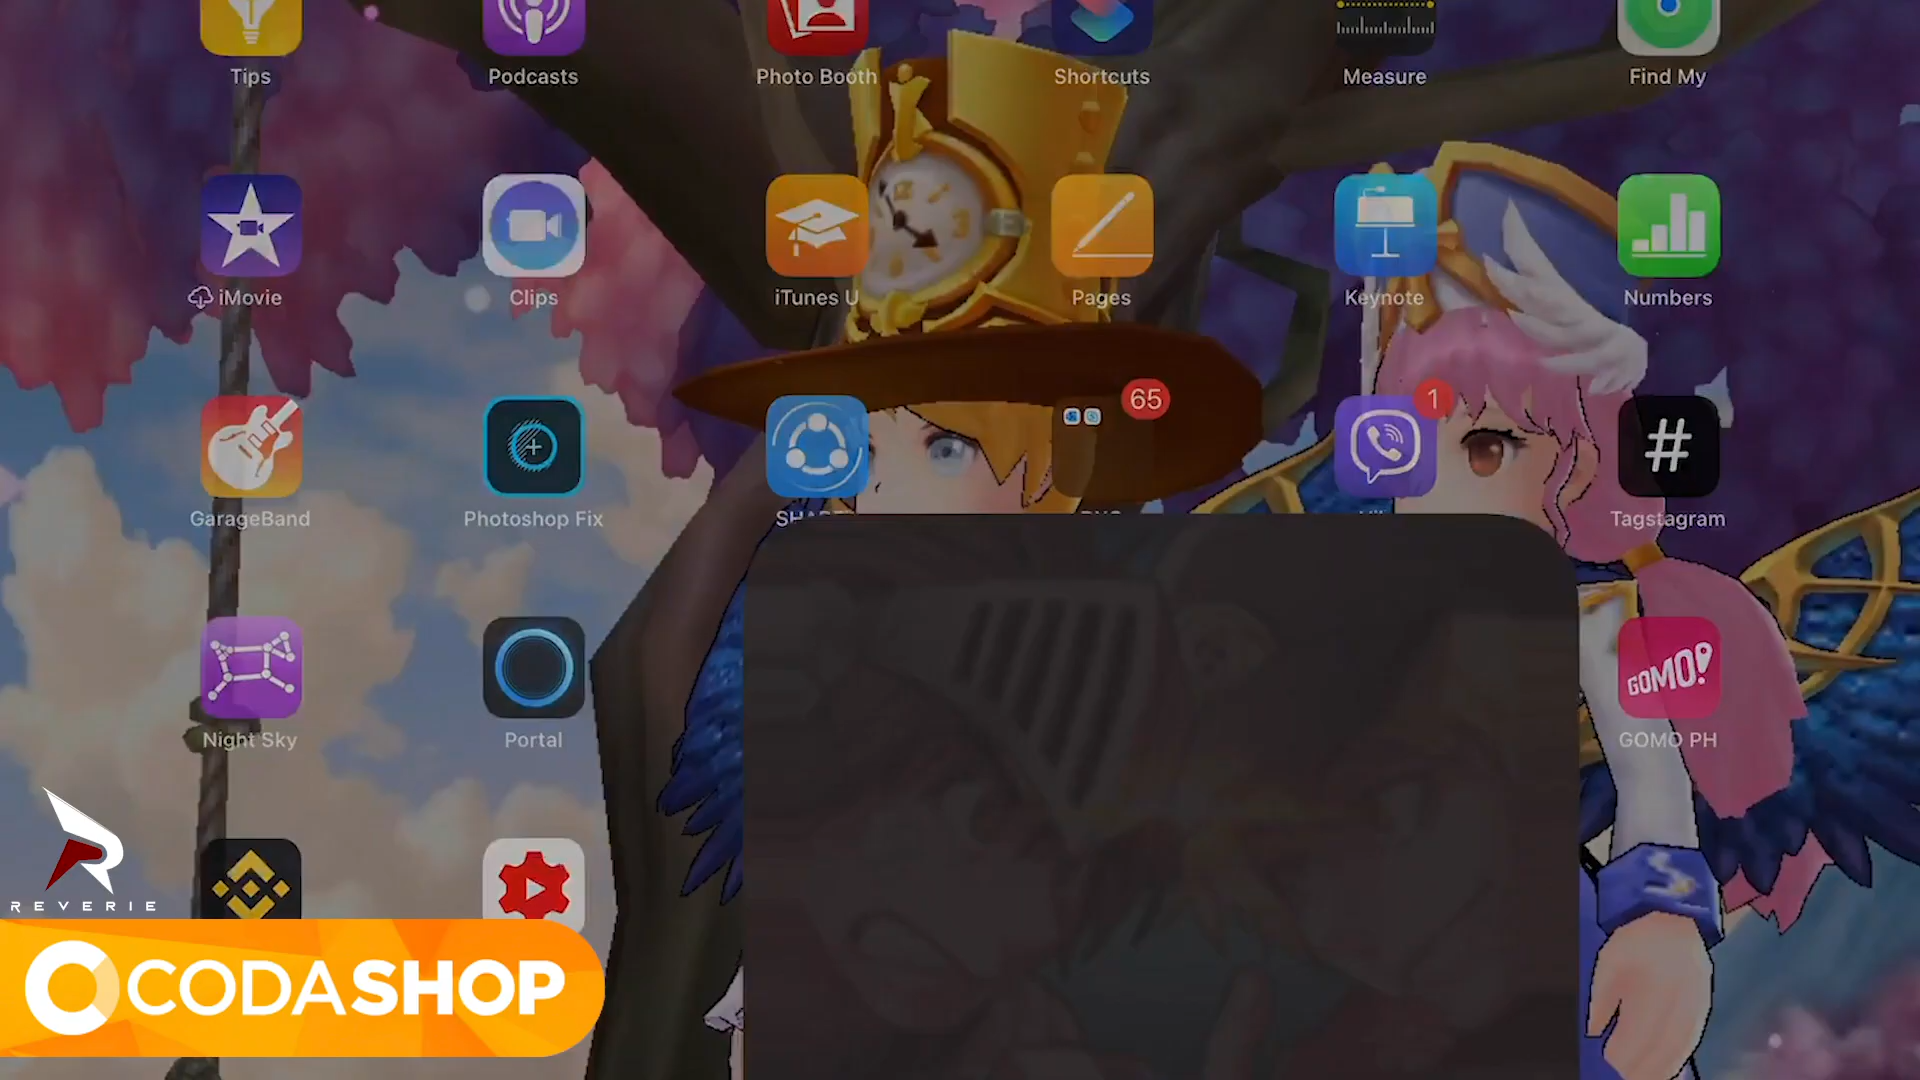 Tips
Podcasts
Photo Booth
Shortcuts
Measure
Find My
iMovie
Clips
iTunes U
Pages
Keynote
Numbers
65
1
#
GarageBand
Photoshop Fix
Tagstagram
GOMO!
Night Sky
Portal
GOMO PH
REVERIE
CODASHOP